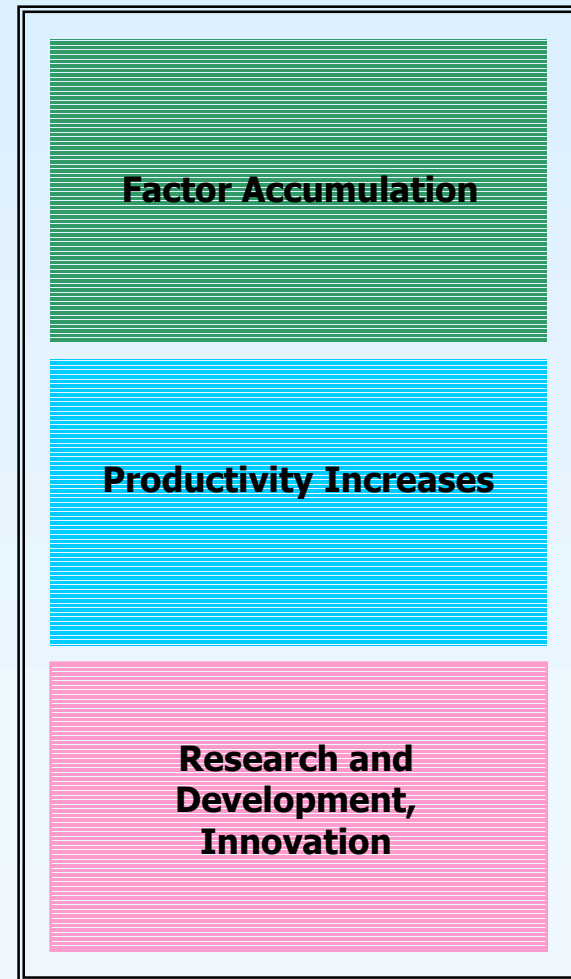 Factor Accumulation
Productivity Increases
Research and
Development,
Innovation